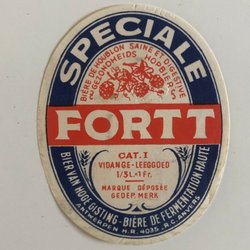 SPECIALE
BIÈRE DE HOUBLON SAINE ET DIGESTIVE
GEZONDHEIDS HOPBIER
FORTT
CAT. I
VIDANGE - LEEGGOED
1/3 L. = 1 Fr.
MARQUE DÉPOSÉE
GEDEP. MERK
BIER VAN HOOGE GISTING - BIÈRE DE FERMENTATION HAUTE
ANTWERPEN H.R. 4035 R.C. ANVERS